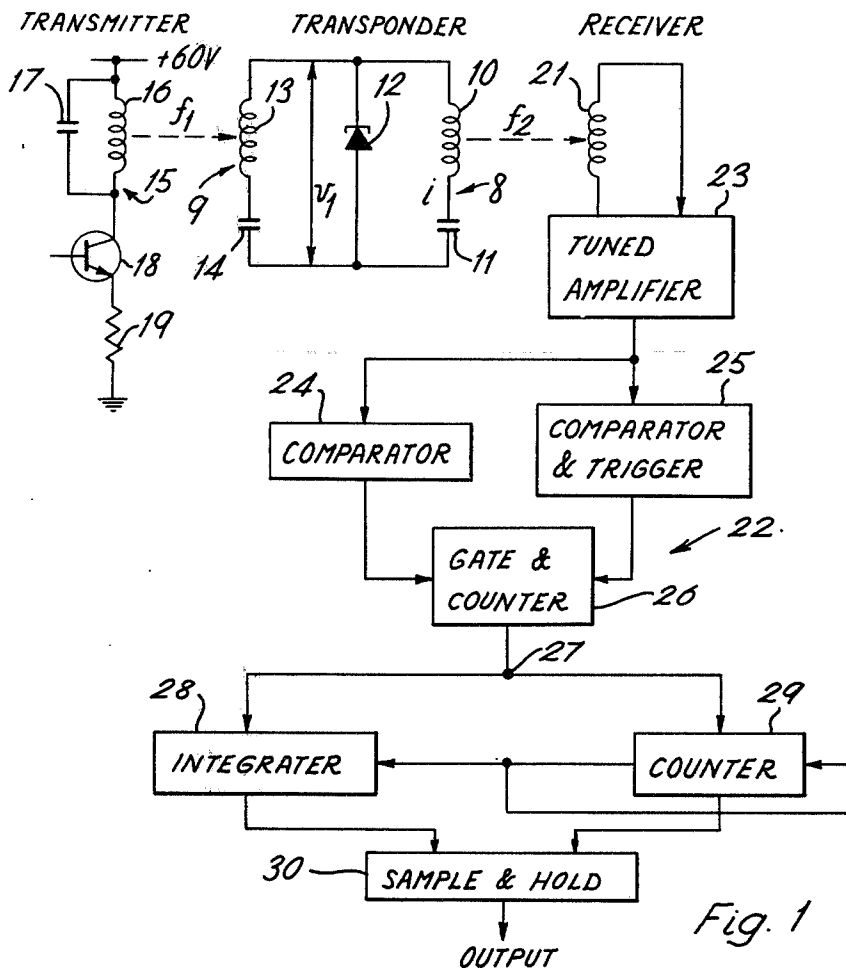 TRANSMITTER
TRANSPONDER
RECEIVER
+60V
17
16
f1
15
18
19
13
9
14
v1
12
10
i
8
11
f2
21
23
TUNED
AMPLIFIER
24
COMPARATOR
25
COMPARATOR
& TRIGGER
22
GATE &
COUNTER
26
27
28
INTEGRATER
29
COUNTER
30
SAMPLE & HOLD
OUTPUT
Fig. 1